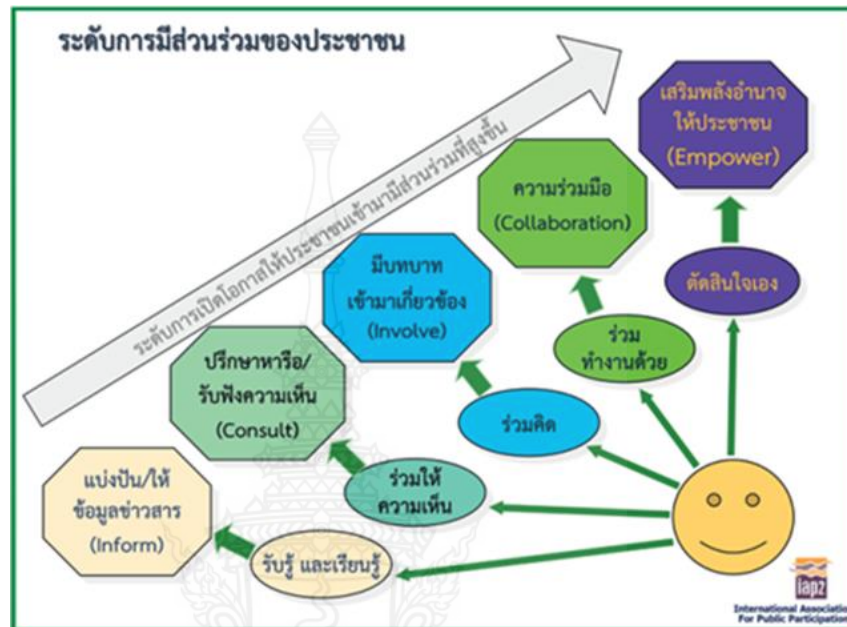 ระดับการมีส่วนร่วมของประชาชน
ระดับการเปิดโอกาสให้ประชาชนเข้ามามีส่วนร่วมที่สูงขึ้น
เสริมพลังอำนาจ
ให้ประชาชน
(Empower)
ความร่วมมือ
(Collaboration)
ตัดสินใจเอง
มีบทบาท
เข้ามาเกี่ยวข้อง
(Involve)
ร่วม
ทำงานด้วย
ปรึกษาหารือ/
รับฟังความเห็น
(Consult)
ร่วมคิด
แบ่งปัน/ให้
ข้อมูลข่าวสาร
(Inform)
ร่วมให้
ความเห็น
รับรู้ และเรียนรู้
iap2
International Association
For Public Participation